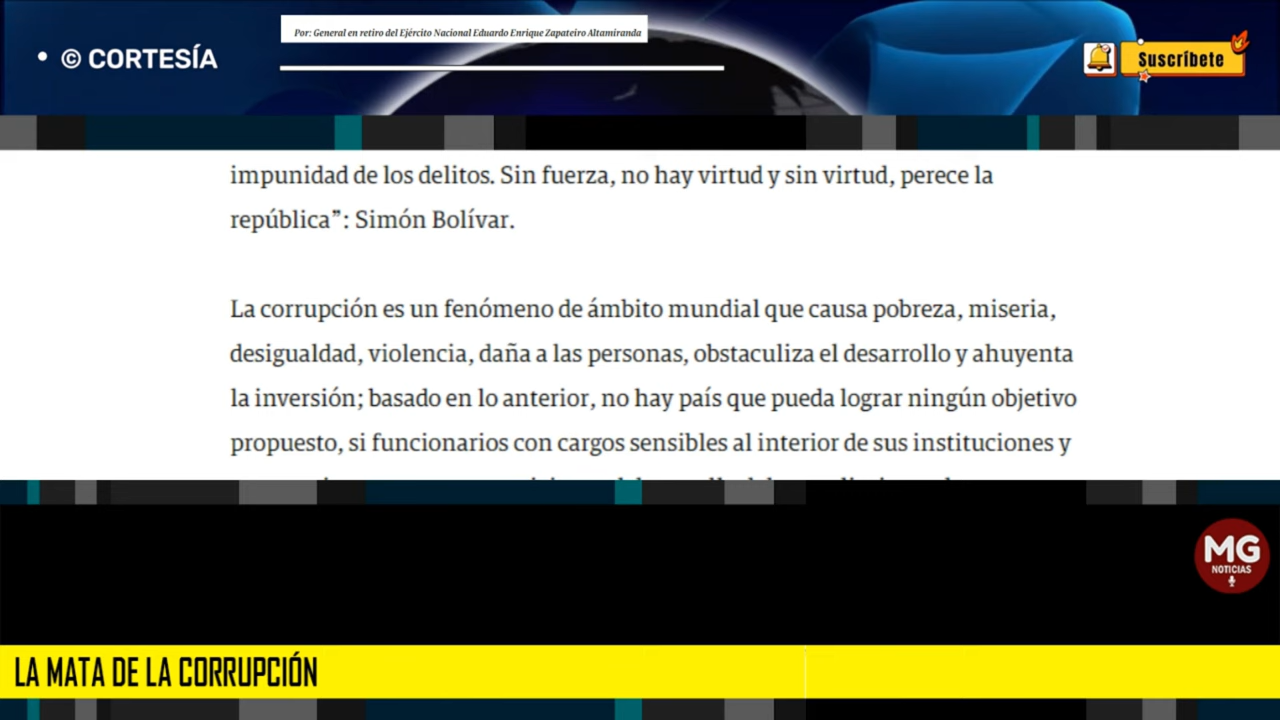 Por: General en retiro del Ejército Nacional Eduardo Enrique Zapateiro Altamiranda
• © CORTESÍA
Suscríbete
impunidad de los delitos. Sin fuerza, no hay virtud y sin virtud, perece la
república”: Simón Bolívar.
La corrupción es un fenómeno de ámbito mundial que causa pobreza, miseria,
desigualdad, violencia, daña a las personas, obstaculiza el desarrollo y ahuyenta
la inversión; basado en lo anterior, no hay país que pueda lograr ningún objetivo
propuesto, si funcionarios con cargos sensibles al interior de sus instituciones y
MG
NOTICIAS
LA MATA DE LA CORRUPCIÓN